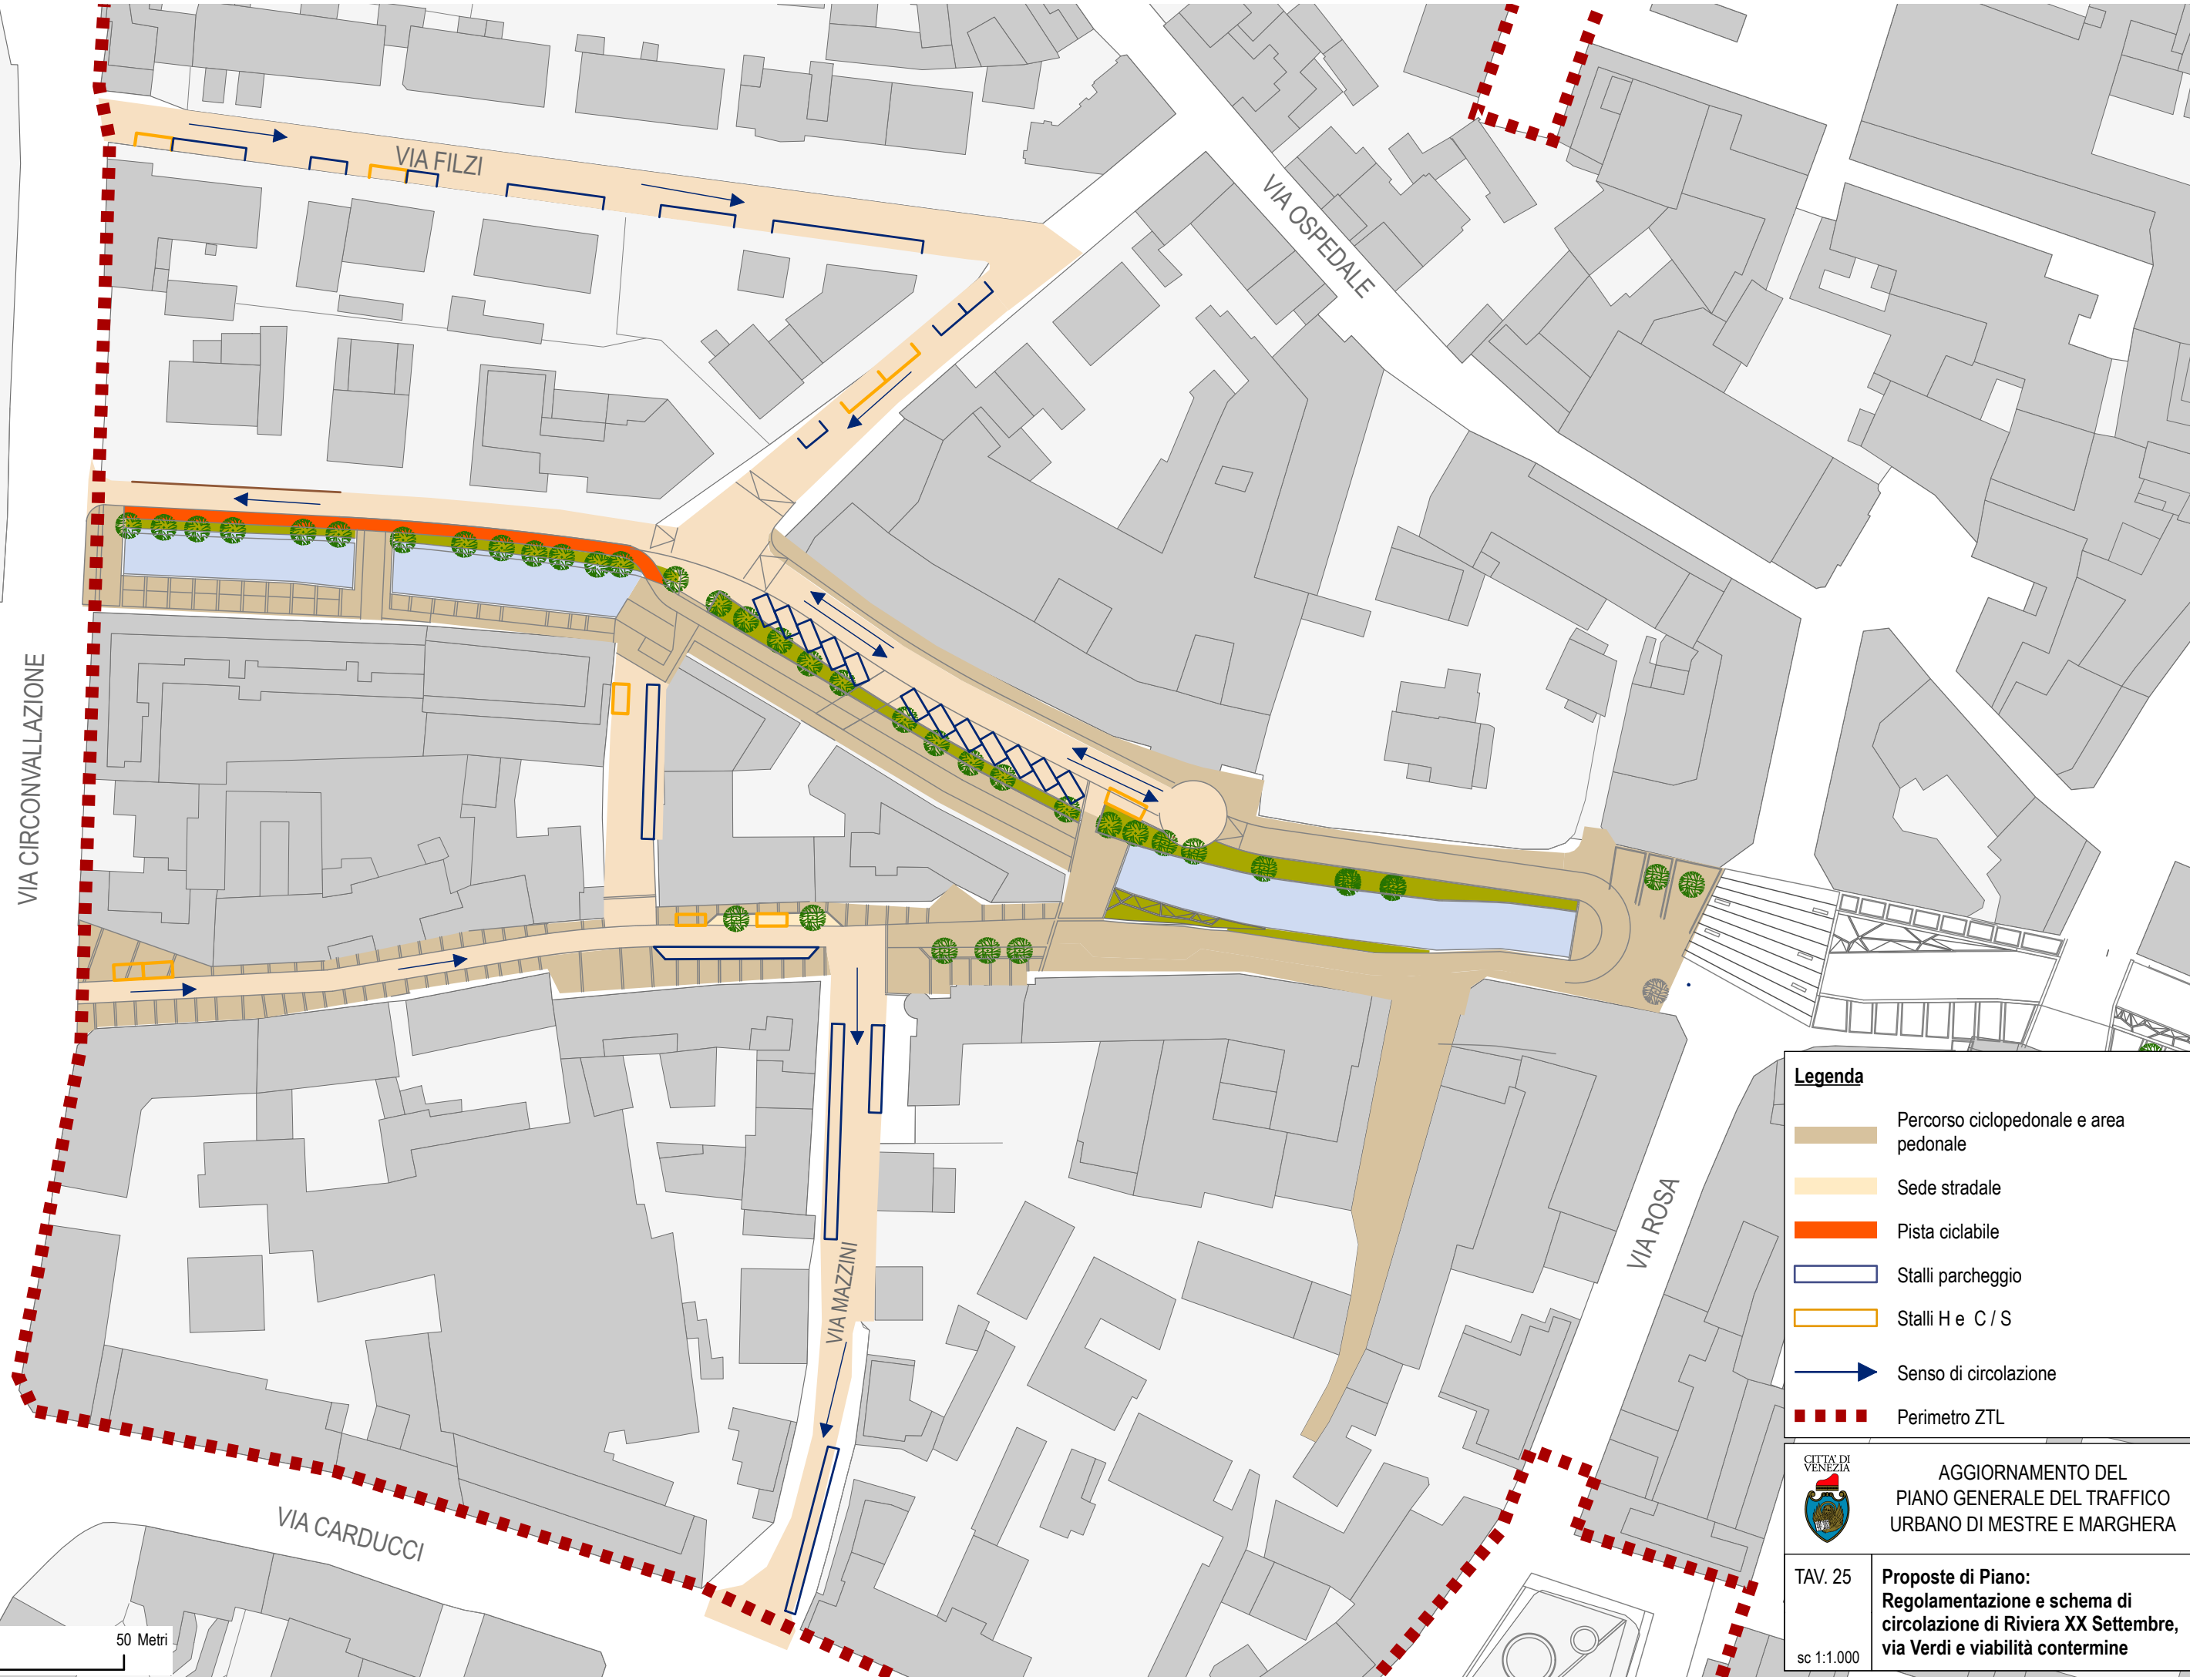 VIA FILZI
VIA OSPEDALE
VIA CIRCONVALLAZIONE
VIA MAZZINI
VIA ROSA
VIA CARDUCCI
50 Metri
Legenda
Percorso ciclopedonale e area
pedonale
Sede stradale
Pista ciclabile
Stalli parcheggio
Stalli H e C / S
Senso di circolazione
Perimetro ZTL
CITTA' DI
VENEZIA
AGGIORNAMENTO DEL
PIANO GENERALE DEL TRAFFICO
URBANO DI MESTRE E MARGHERA
TAV. 25
sc 1:1.000
Proposte di Piano:
Regolamentazione e schema di
circolazione di Riviera XX Settembre,
via Verdi e viabilità contermine